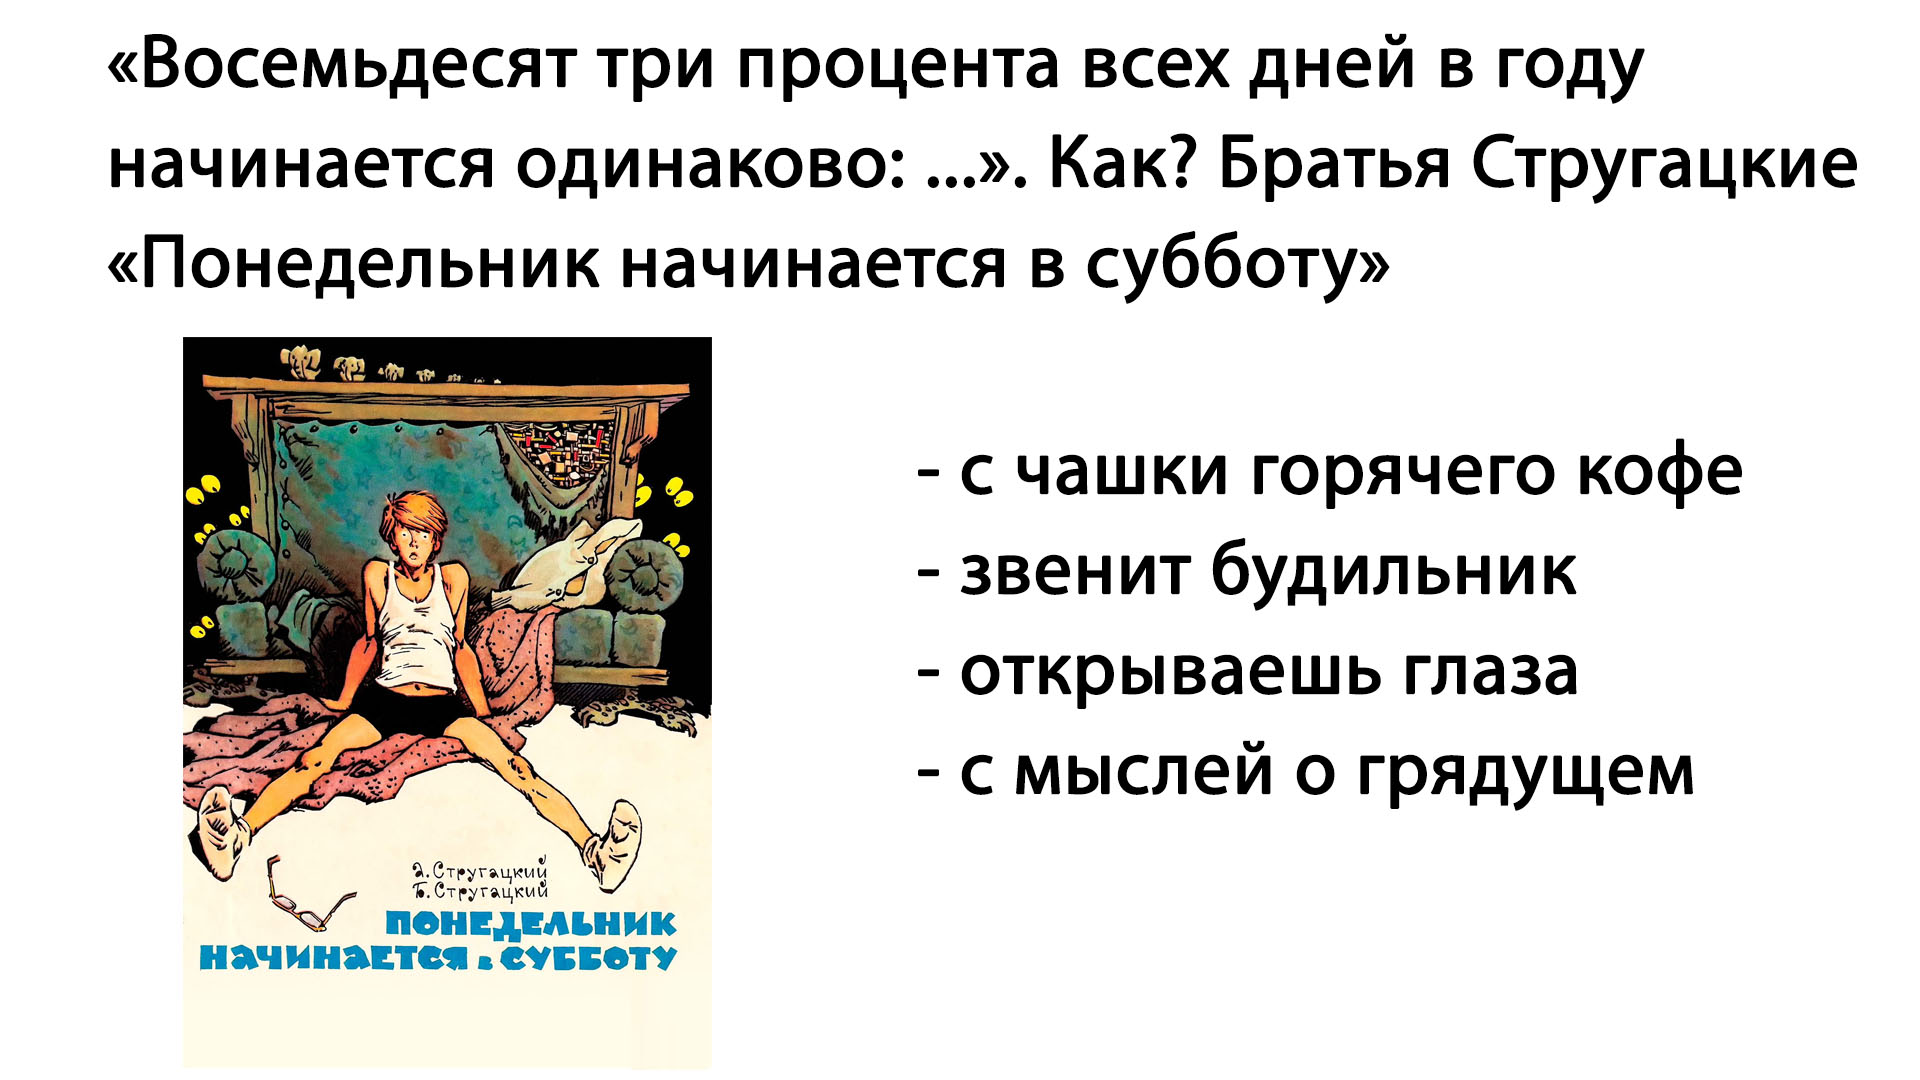 «Восемьдесят три процента всех дней в году
начинается одинаково: ...». Как? Братья Стругацкие
«Понедельник начинается в субботу»
- с чашки горячего кофе
- звенит будильник
- открываешь глаза
- с мыслей о грядущем
А. Стругацкий
Б. Стругацкий
ПОНЕДЕЛЬНИК
НАЧИНАЕТСЯ в СУББОТУ